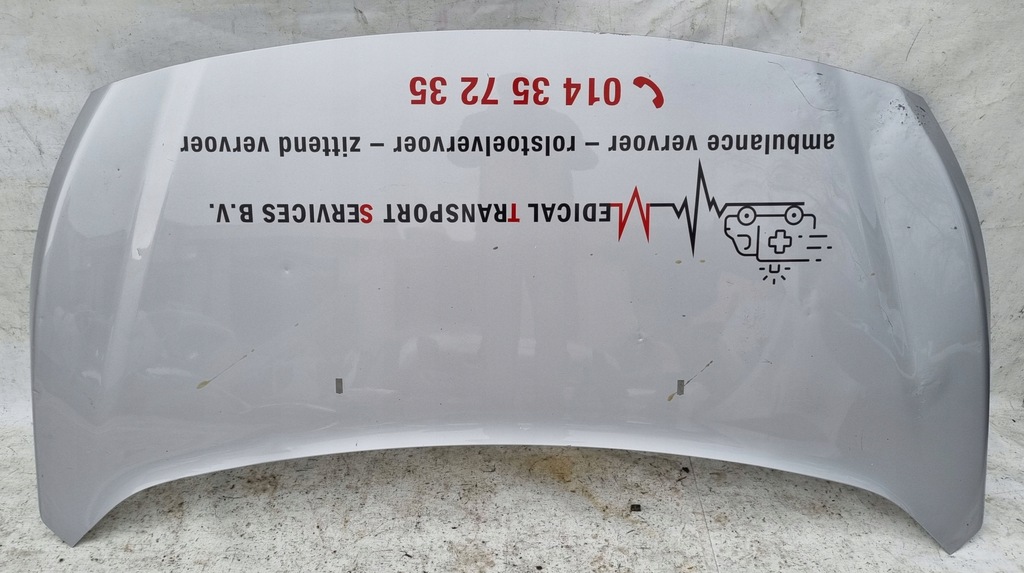 MEDICAL TRANSPORT SERVICES B.V.
ambulance vervoer – rolstoelvervoer – zittend vervoer
014 35 72 35